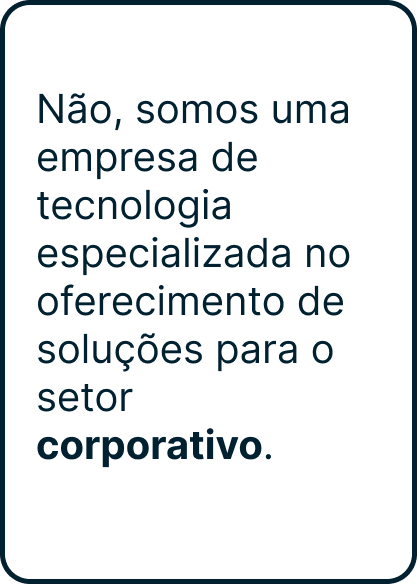 Não, somos uma
empresa de
tecnologia
especializada no
oferecimento de
soluções para o
setor
corporativo.